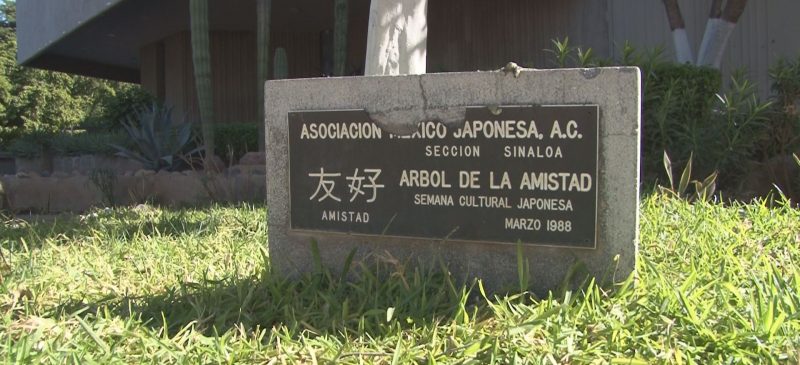 ASOCIACION MEXICO JAPONESA, A.C.
SECCION SINALOA
友好
AMISTAD
ARBOL DE LA AMISTAD
SEMANA CULTURAL JAPONESA
MARZO 1988